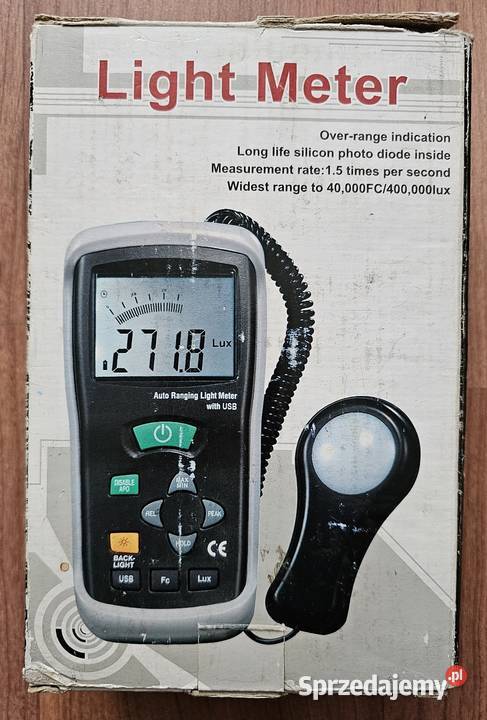 Light Meter
Over-range indication
Long life silicon photo diode inside
Measurement rate:1.5 times per second
Widest range to 40,000FC/400,000lux
271.8 Lux
Auto Ranging Light Meter
with USB
DISABLE
APO
MAX
MIN
REL
PEAK
HOLD
BACK-
LIGHT
CE
USB
Fc
Lux
Sprzedajemy.pl